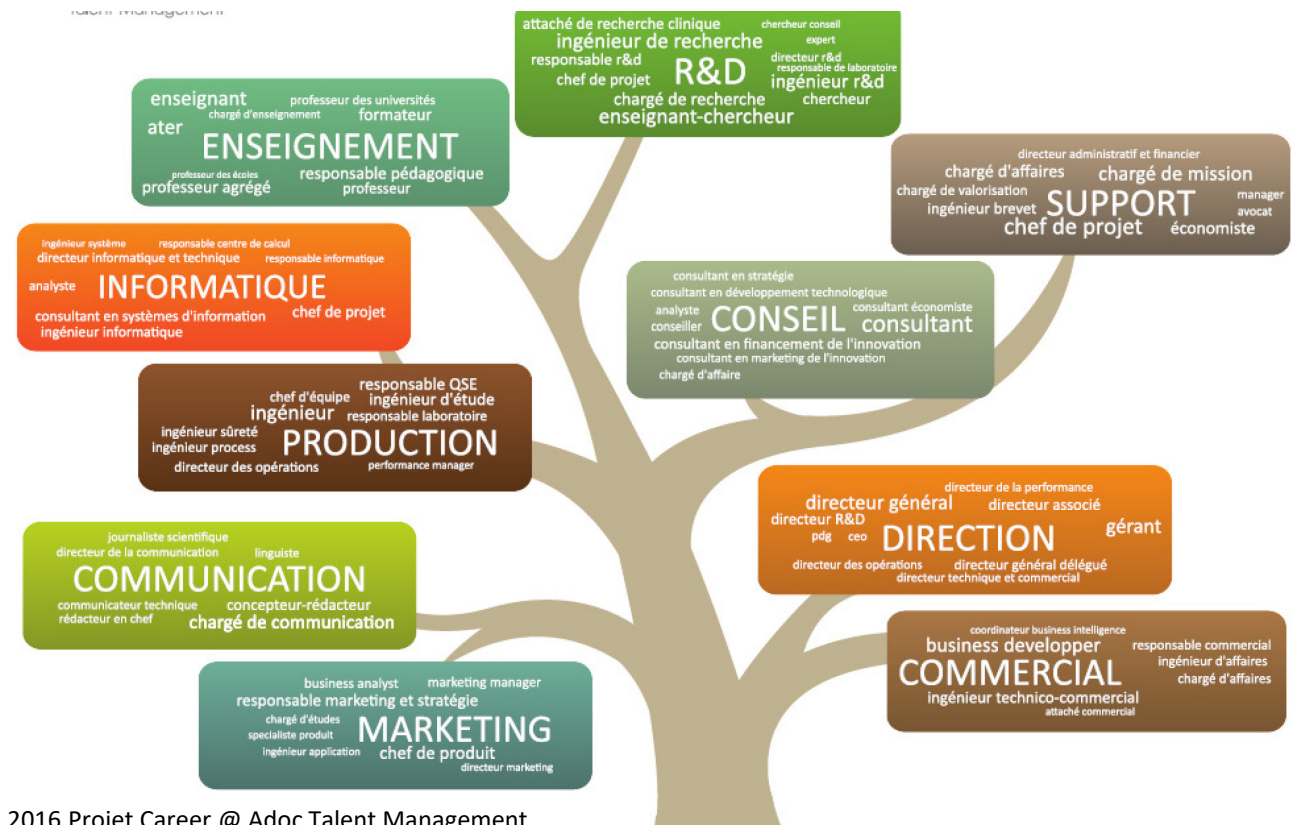 Talent Management
attaché de recherche clinique
chercheur conseil
ingénieur de recherche
expert
responsable r&d
R&D
directeur r&d
responsable de laboratoire
chef de projet
ingénieur r&d
chargé de recherche
chercheur
enseignant-chercheur
enseignant
professeur des universités
chargé d'enseignement
formateur
ater
ENSEIGNEMENT
professeur des écoles
responsable pédagogique
professeur agrégé
professeur
directeur administratif et financier
chargé d'affaires
chargé de mission
chargé de valorisation
manager
ingénieur brevet
SUPPORT
avocat
chef de projet
économiste
ingénieur système
responsable centre de calcul
directeur informatique et technique
responsable informatique
analyste
INFORMATIQUE
consultant en systèmes d'information
chef de projet
ingénieur informatique
consultant en stratégie
consultant en développement technologique
analyste
CONSEIL
consultant économiste
conseiller
consultant
consultant en financement de l'innovation
consultant en marketing de l'innovation
chargé d'affaire
responsable QSE
chef d'équipe
ingénieur d'étude
ingénieur
responsable laboratoire
ingénieur sûreté
PRODUCTION
ingénieur process
directeur des opérations
performance manager
directeur de la performance
directeur général
directeur associé
directeur R&D
gérant
pdg
ceo
DIRECTION
directeur des opérations
directeur général délégué
directeur technique et commercial
journaliste scientifique
directeur de la communication
linguiste
COMMUNICATION
communicateur technique
concepteur-rédacteur
rédacteur en chef
chargé de communication
coordinateur business intelligence
business developper
responsable commercial
COMMERCIAL
ingénieur d'affaires
chargé d'affaires
ingénieur technico-commercial
attaché commercial
business analyst
marketing manager
responsable marketing et stratégie
chargé d'études
MARKETING
specialiste produit
ingénieur application
chef de produit
directeur marketing
2016 Projet Career @ Adoc Talent Management